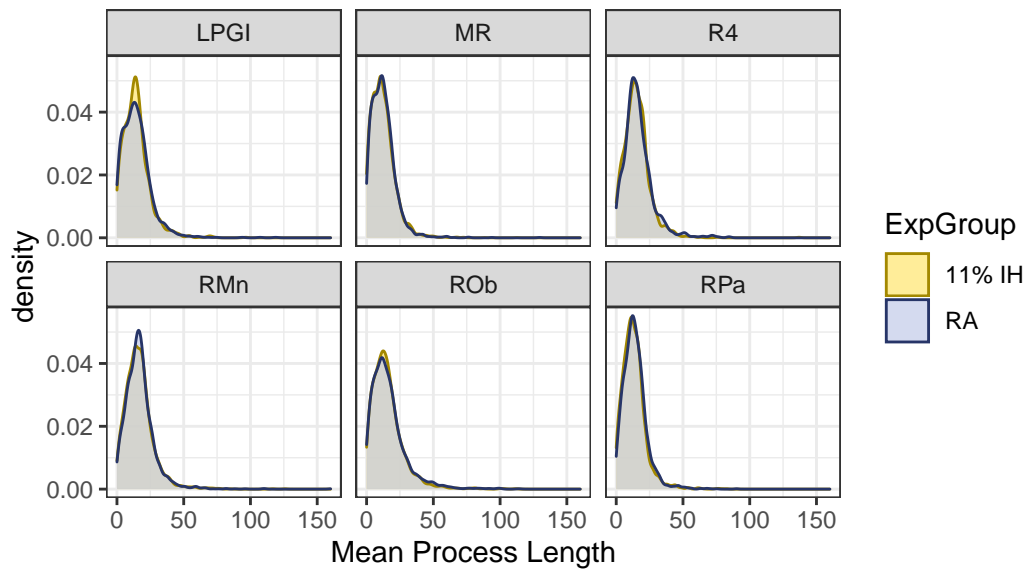 LPGI MR R4
0.04
0.02
0.00
RMn ROb RPa
0.04
0.02
0.00
0 50 100 150 0 50 100 150 0 50 100 150
Mean Process Length
density
ExpGroup
11% IH
RA